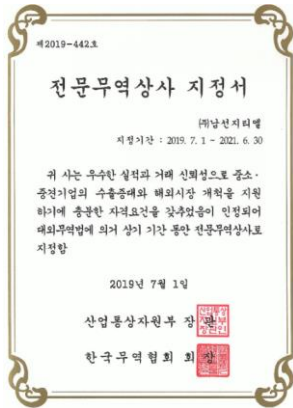 제2019-442호
전문무역상사 지정서
㈜남선지티엘
지정기간 : 2019. 7. 1 - 2021. 6. 30
귀 사는 우수한 실적과 거래 신뢰성으로 중소·
중견기업의 수출증대와 해외시장 개척을 지원
하기에 충분한 자격요건을 갖추었음이 인정되어
대외무역법에 의거 상기 기간 동안 전문무역상사로
지정함
2019년 7월 1일
산업통상자원부 장관
한국무역협회 회장